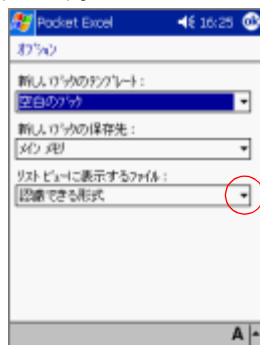 Pocket Excel 16:25
ｵﾌﾟｼｮﾝ
新しいﾌﾞｯｸのﾃﾝﾌﾟﾚｰﾄ：
空白のﾌﾞｯｸ
新しいﾌﾞｯｸの保存先：
ﾒｲﾝ ﾒﾓﾘ
ﾘｽﾄ ﾋﾞｭｰに表示するﾌｧｲﾙ：
認識できる形式
A